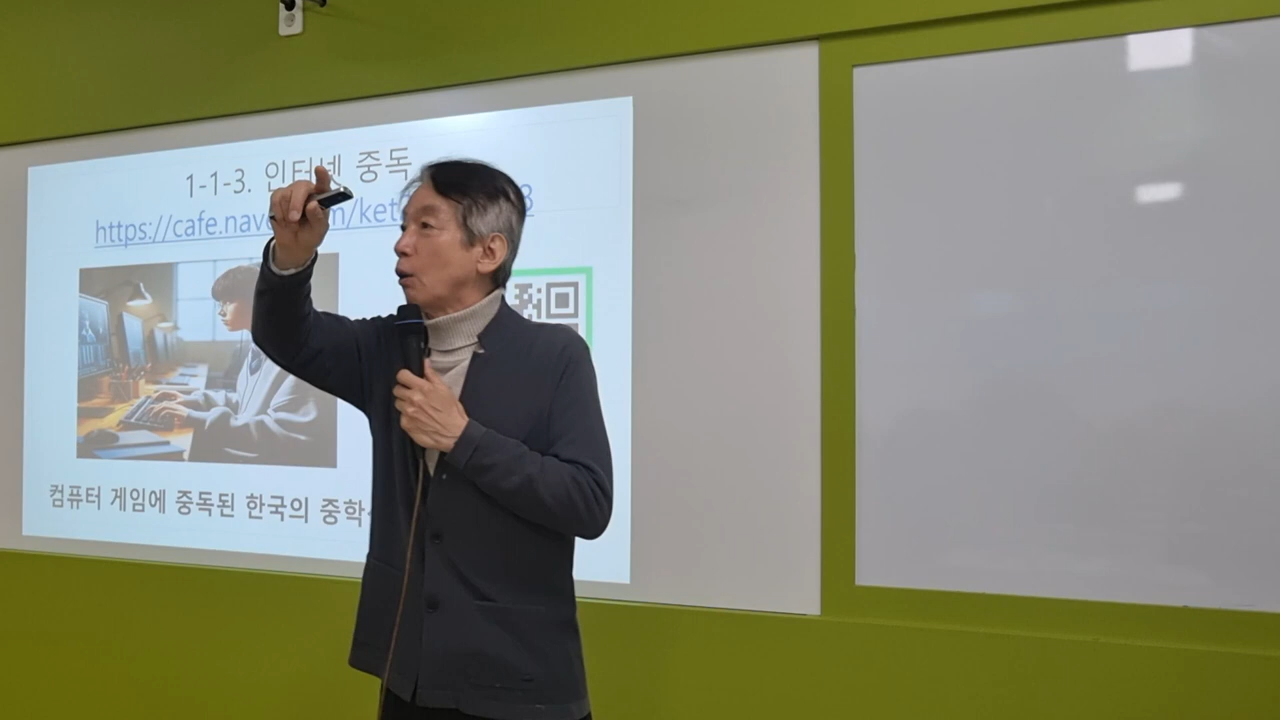 1-1-3. 인터넷 중독
https://cafe.nav
컴퓨터 게임에 중독된 한국의 중학